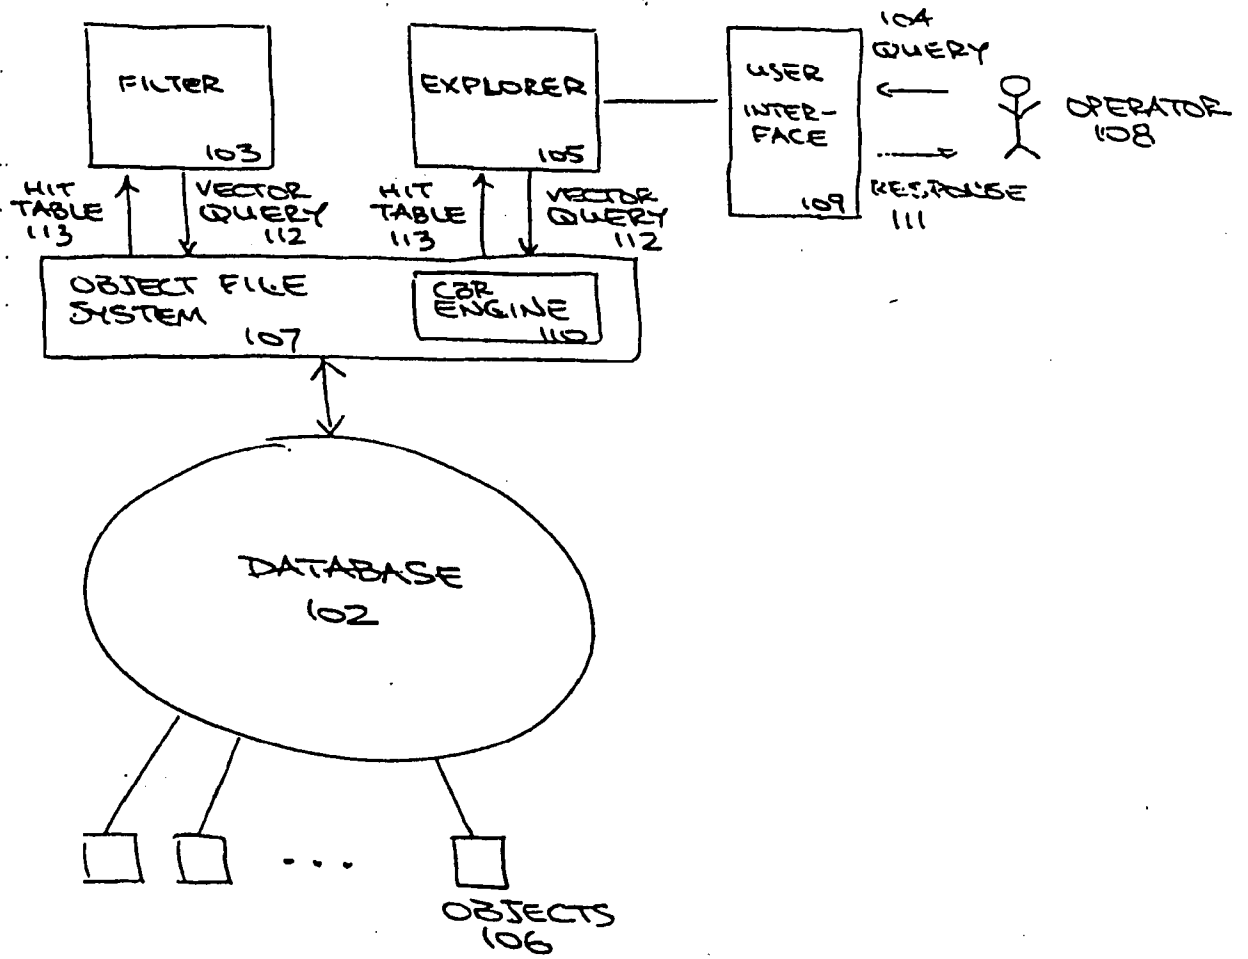 104
QUERY
FILTER
103
EXPLORER
105
USER
INTER-
FACE
109
OPERATOR
108
RESPONSE
111
HIT
TABLE
113
VECTOR
QUERY
112
HIT
TABLE
113
VECTOR
QUERY
112
OBJECT FILE
SYSTEM
107
CBR
ENGINE
110
DATABASE
102
...
OBJECTS
106